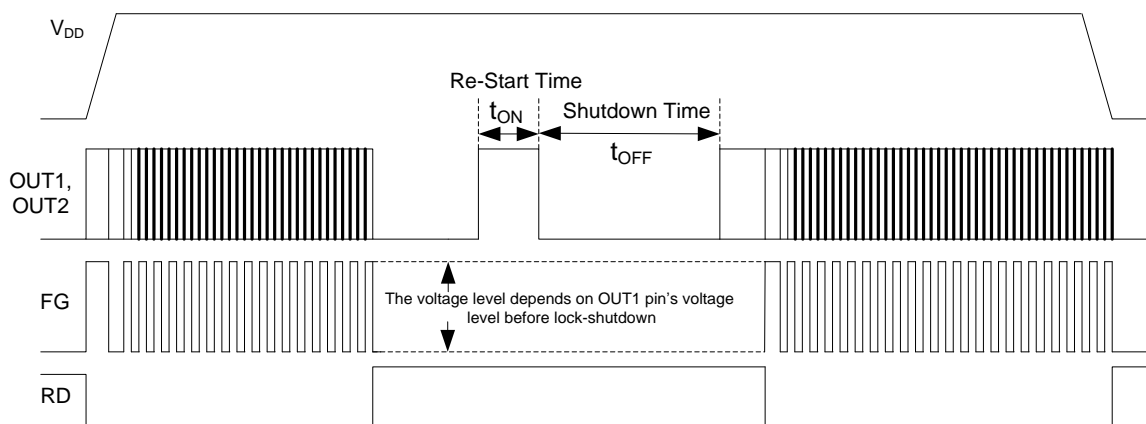 VDD
Re-Start Time
tON
Shutdown Time
tOFF
OUT1,
OUT2
FG
The voltage level depends on OUT1 pin's voltage
level before lock-shutdown
RD